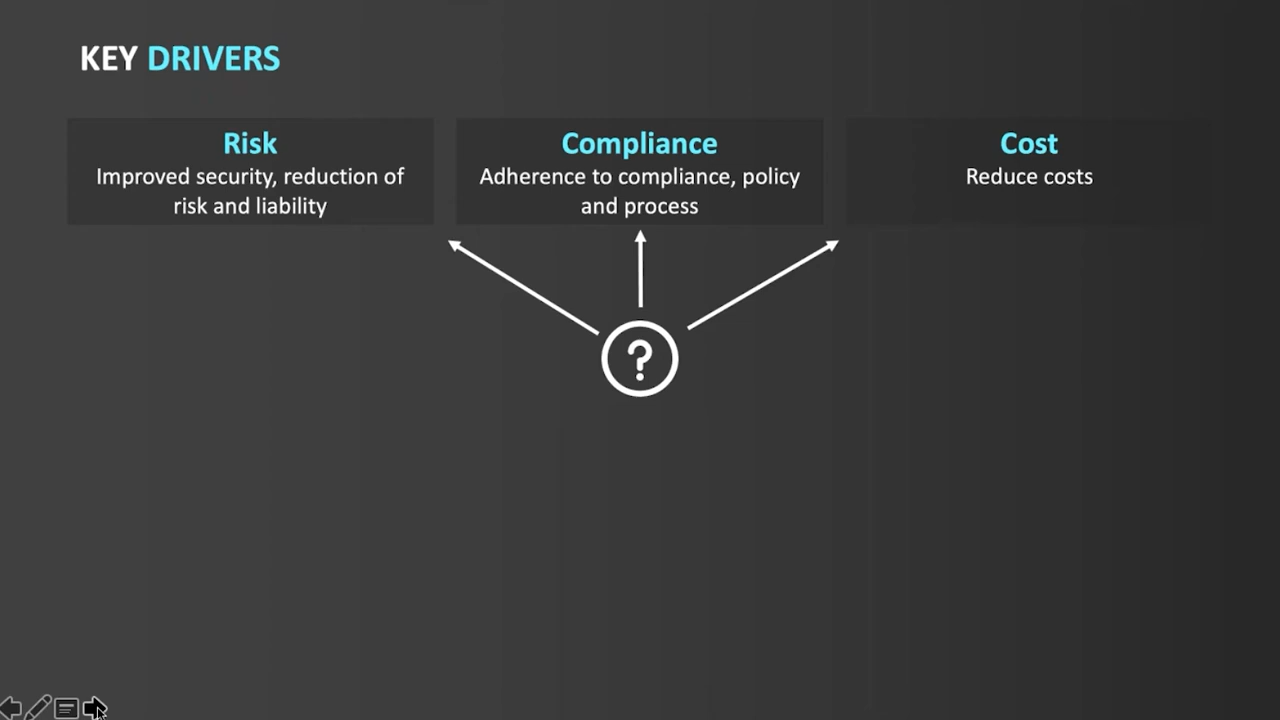 KEY DRIVERS
Risk
Improved security, reduction of
risk and liability
Compliance
Adherence to compliance, policy
and process
Cost
Reduce costs
?